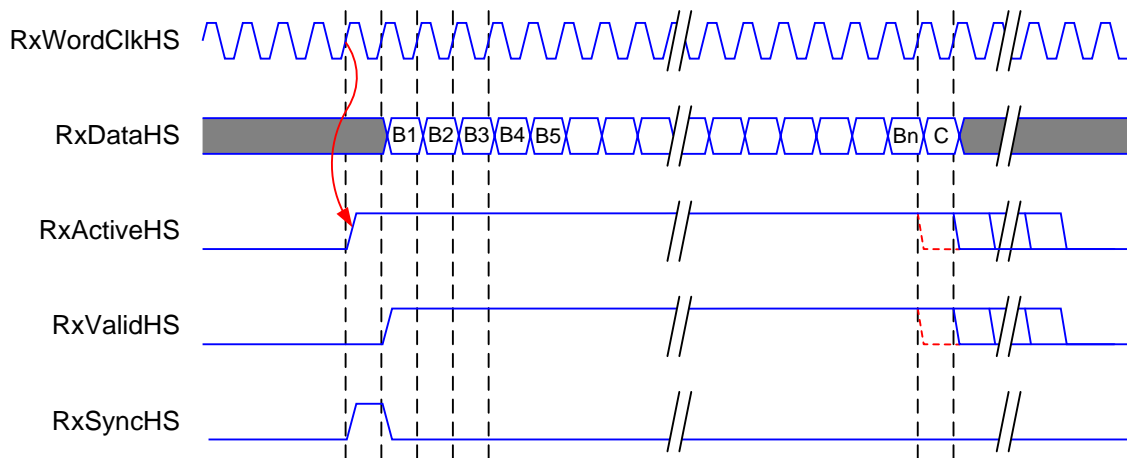 RxWordClkHS
RxDataHS B1 B2 B3 B4 B5 Bn C
RxActiveHS
RxValidHS
RxSyncHS